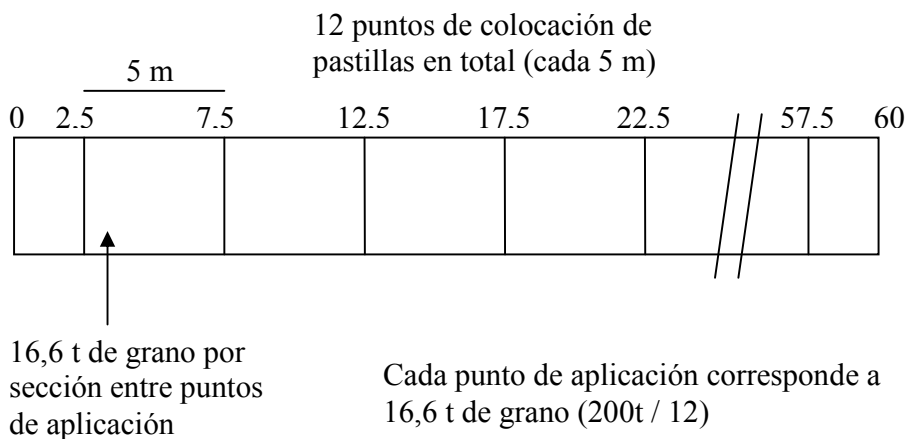 12 puntos de colocación de
pastillas en total (cada 5 m)
5 m
0 2.5 7.5 12.5 17.5 22.5 57.5 60
16,6 t de grano por
sección entre puntos
de aplicación
Cada punto de aplicación corresponde a
16,6 t de grano (200t / 12)